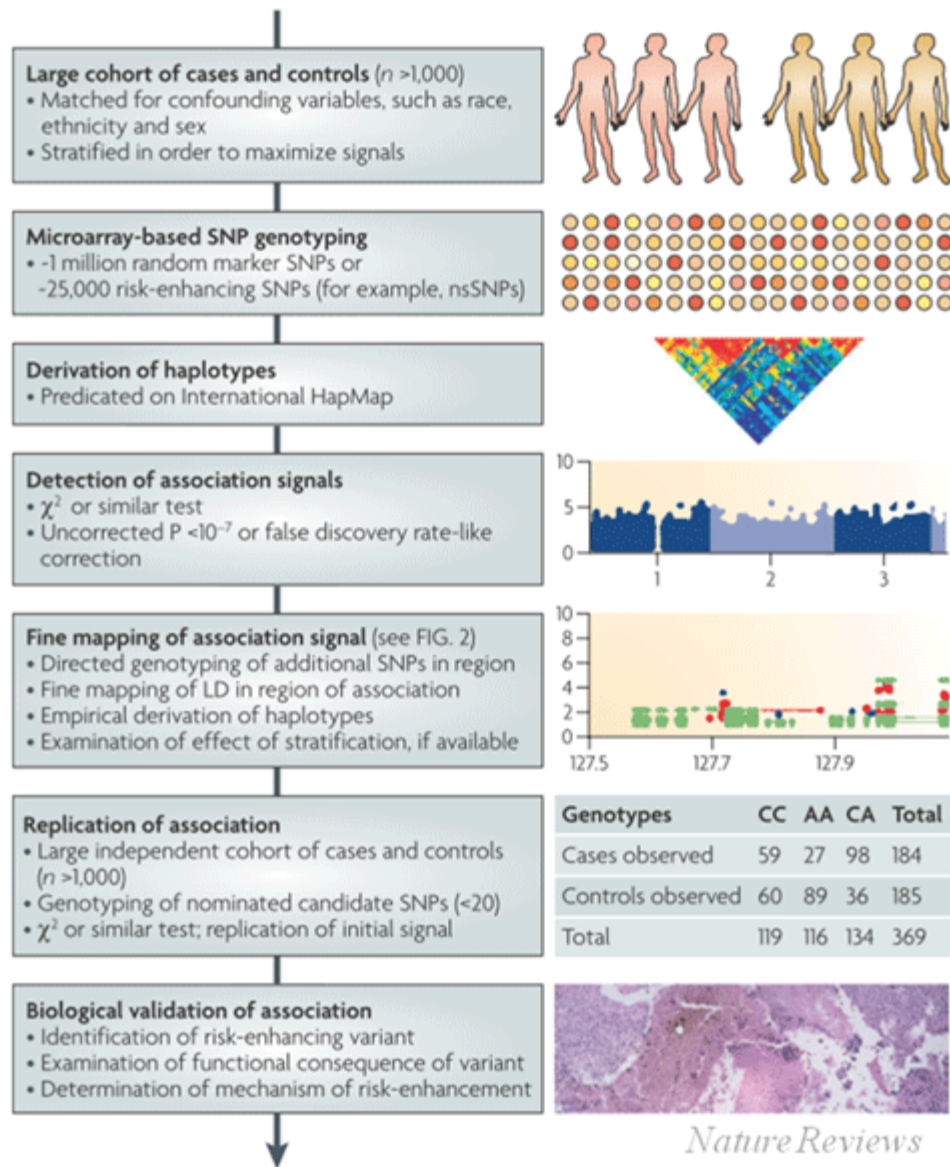 Large cohort of cases and controls (n >1,000)
• Matched for confounding variables, such as race,
ethnicity and sex
• Stratified in order to maximize signals
Microarray-based SNP genotyping
• -1 million random marker SNPs or
-25,000 risk-enhancing SNPs (for example, nsSNPs)
Derivation of haplotypes
• Predicated on International HapMap
Detection of association signals
• χ² or similar test
• Uncorrected P <10⁻⁷ or false discovery rate-like
correction
10
5
0
1 2 3
Fine mapping of association signal (see FIG. 2)
• Directed genotyping of additional SNPs in region
• Fine mapping of LD in region of association
• Empirical derivation of haplotypes
• Examination of effect of stratification, if available
10
8
6
4
2
0
127.5 127.7 127.9
Replication of association
• Large independent cohort of cases and controls
(n >1,000)
• Genotyping of nominated candidate SNPs (<20)
• χ² or similar test; replication of initial signal
Genotypes CC AA CA Total
Cases observed 59 27 98 184
Controls observed 60 89 36 185
Total 119 116 134 369
Biological validation of association
• Identification of risk-enhancing variant
• Examination of functional consequence of variant
• Determination of mechanism of risk-enhancement
Nature Reviews